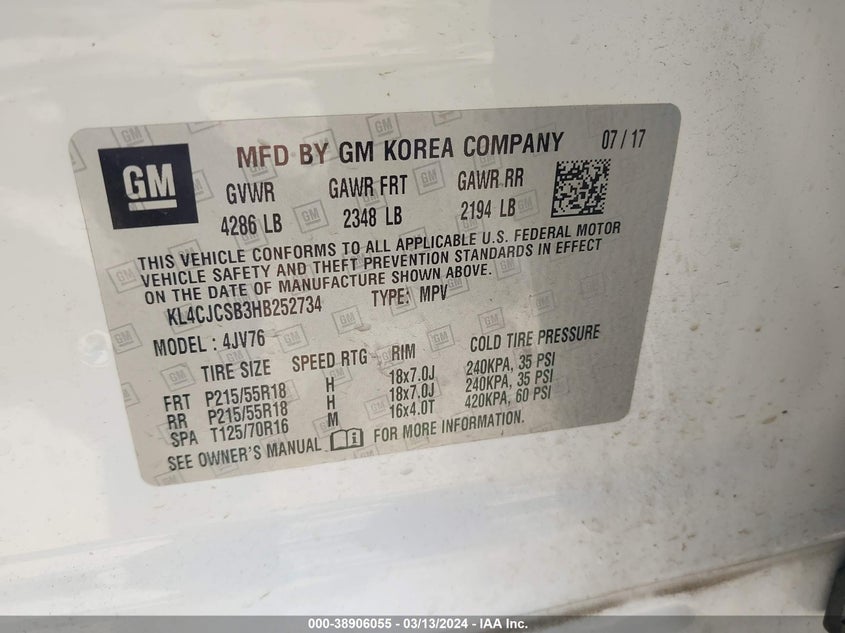 GM
MFD BY GM KOREA COMPANY 07 / 17
GVWR GAWR FRT GAWR RR
4286 LB 2348 LB 2194 LB
THIS VEHICLE CONFORMS TO ALL APPLICABLE U.S. FEDERAL MOTOR
VEHICLE SAFETY AND THEFT PREVENTION STANDARDS IN EFFECT
ON THE DATE OF MANUFACTURE SHOWN ABOVE.
KL4CJCSB3HB252734 TYPE: MPV
MODEL : 4JV76
TIRE SIZE SPEED RTG RIM COLD TIRE PRESSURE
FRT P215/55R18 H 18x7.0J 240KPA, 35 PSI
RR P215/55R18 H 18x7.0J 240KPA, 35 PSI
SPA T125/70R16 M 16x4.0T 420KPA, 60 PSI
SEE OWNER'S MANUAL FOR MORE INFORMATION.
000-38906055 — 03/13/2024 — IAA Inc.